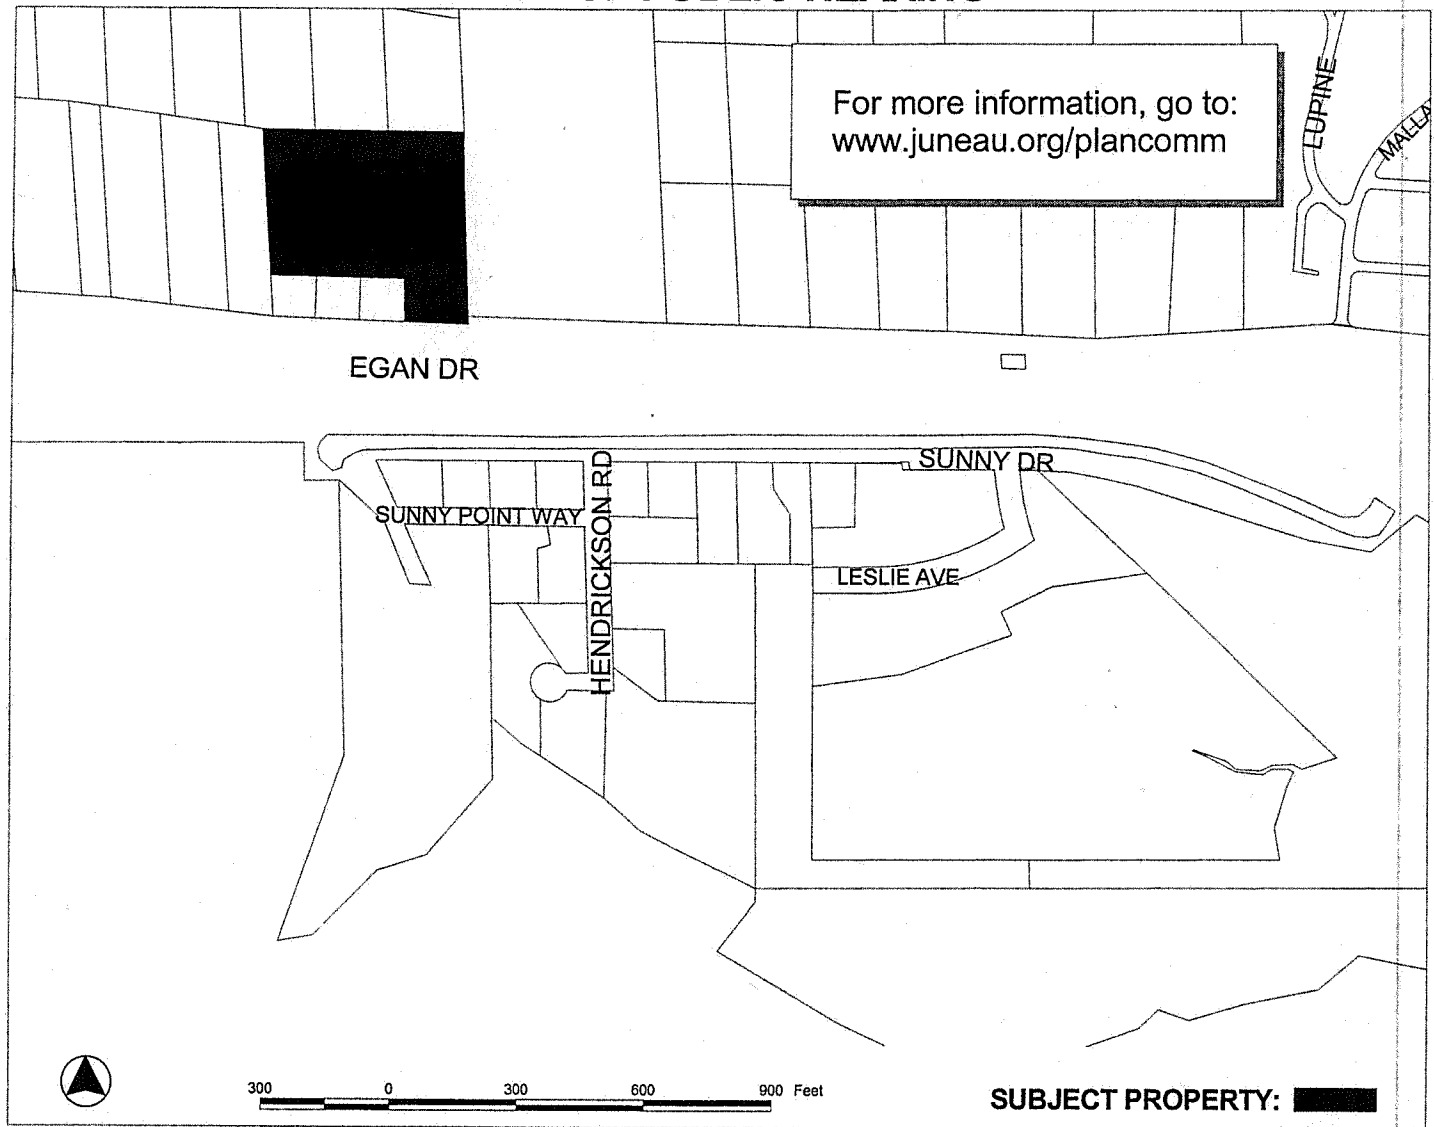 For more information, go to:
www.juneau.org/plancomm
LUPINE
EGAN DR
SUNNY DR
SUNNY POINT WAY
HENDRICKSON RD
LESLIE AVE
300 0 300 600 900 Feet
SUBJECT PROPERTY: